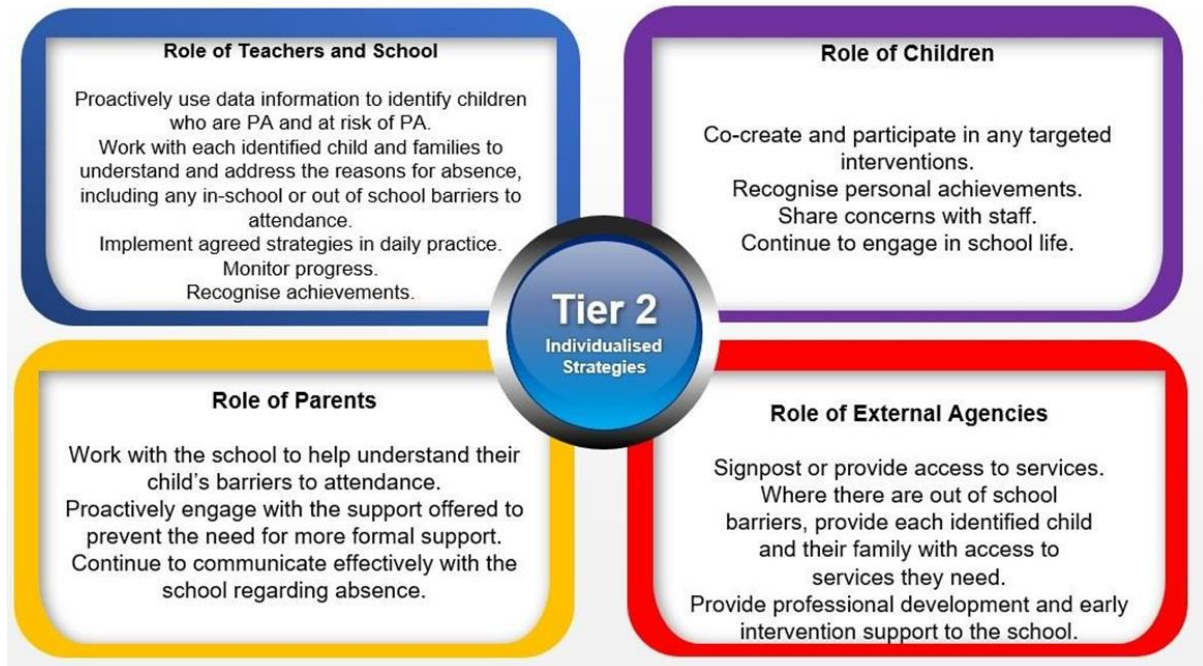 Role of Teachers and School
Proactively use data information to identify children
who are PA and at risk of PA.
Work with each identified child and families to
understand and address the reasons for absence,
including any in-school or out of school barriers to
attendance.
Implement agreed strategies in daily practice.
Monitor progress.
Recognise achievements.
Role of Children
Co-create and participate in any targeted
interventions.
Recognise personal achievements.
Share concerns with staff.
Continue to engage in school life.
Tier 2
Individualised
Strategies
Role of Parents
Work with the school to help understand their
child’s barriers to attendance.
Proactively engage with the support offered to
prevent the need for more formal support.
Continue to communicate effectively with the
school regarding absence.
Role of External Agencies
Signpost or provide access to services.
Where there are out of school
barriers, provide each identified child
and their family with access to
services they need.
Provide professional development and early
intervention support to the school.